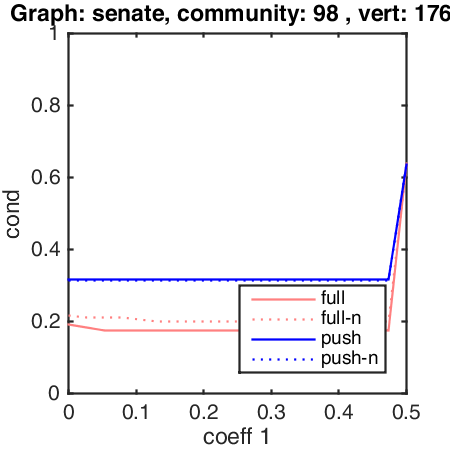 Graph: senate, community: 98 , vert: 176
1
0.8
0.6
0.4
0.2
0
cond
full
full-n
push
push-n
0 0.1 0.2 0.3 0.4 0.5
coeff 1